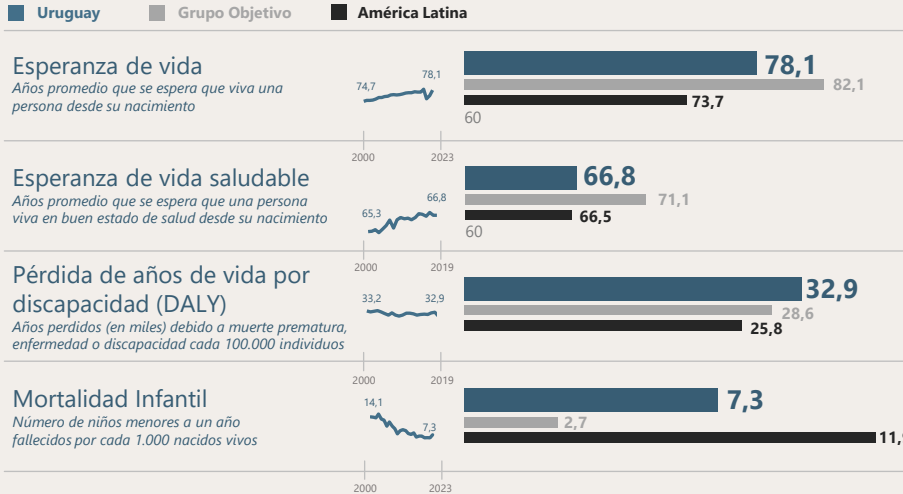 Uruguay Grupo Objetivo América Latina
Esperanza de vida
Años promedio que se espera que viva una
persona desde su nacimiento
74,7
78,1
2000 2023
78,1
82,1
73,7
60
Esperanza de vida saludable
Años promedio que se espera que una persona
viva en buen estado de salud desde su nacimiento
65,3
66,8
2000 2019
66,8
71,1
66,5
60
Pérdida de años de vida por
discapacidad (DALY)
Años perdidos (en miles) debido a muerte prematura,
enfermedad o discapacidad cada 100.000 individuos
33,2
32,9
2000 2019
32,9
28,6
25,8
Mortalidad Infantil
Número de niños menores a un año
fallecidos por cada 1.000 nacidos vivos
14,1
7,3
2000 2023
7,3
2,7